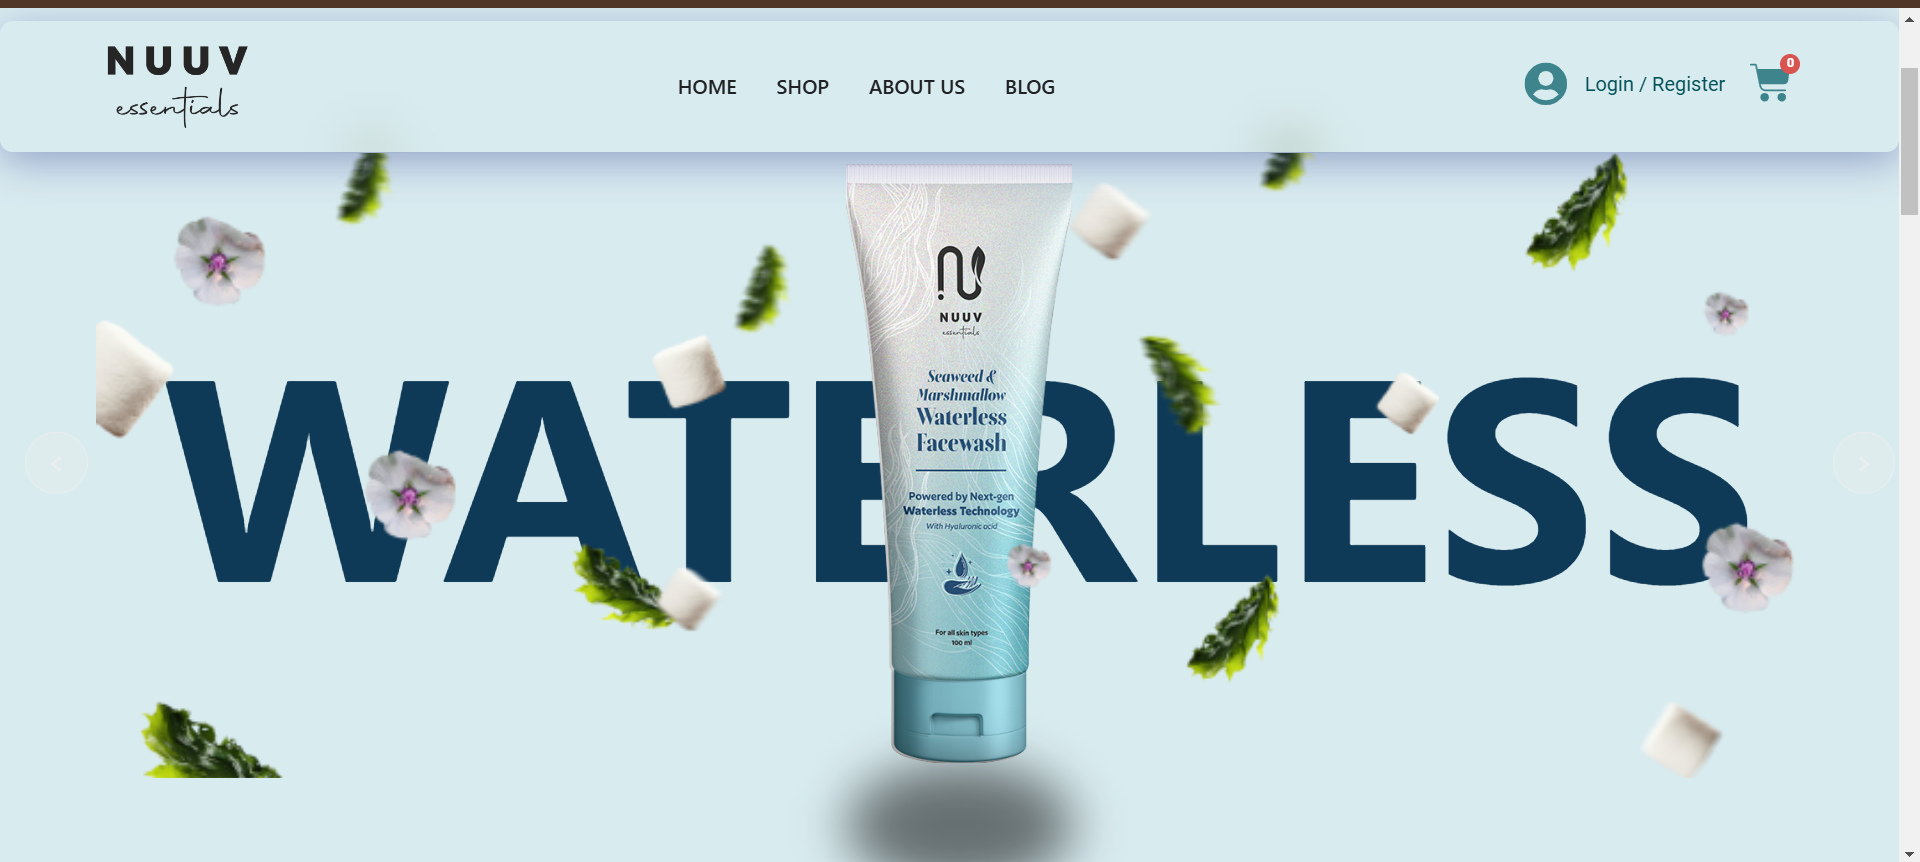 NUUV
essentials
HOME
SHOP
ABOUT US
BLOG
Login / Register
0
WATERLESS
NUUV
essentials
Seaweed &
Marshmallow
Waterless
Facewash
Powered by Next-gen
Waterless Technology
With Hyaluronic acid
For all skin types
100 ml